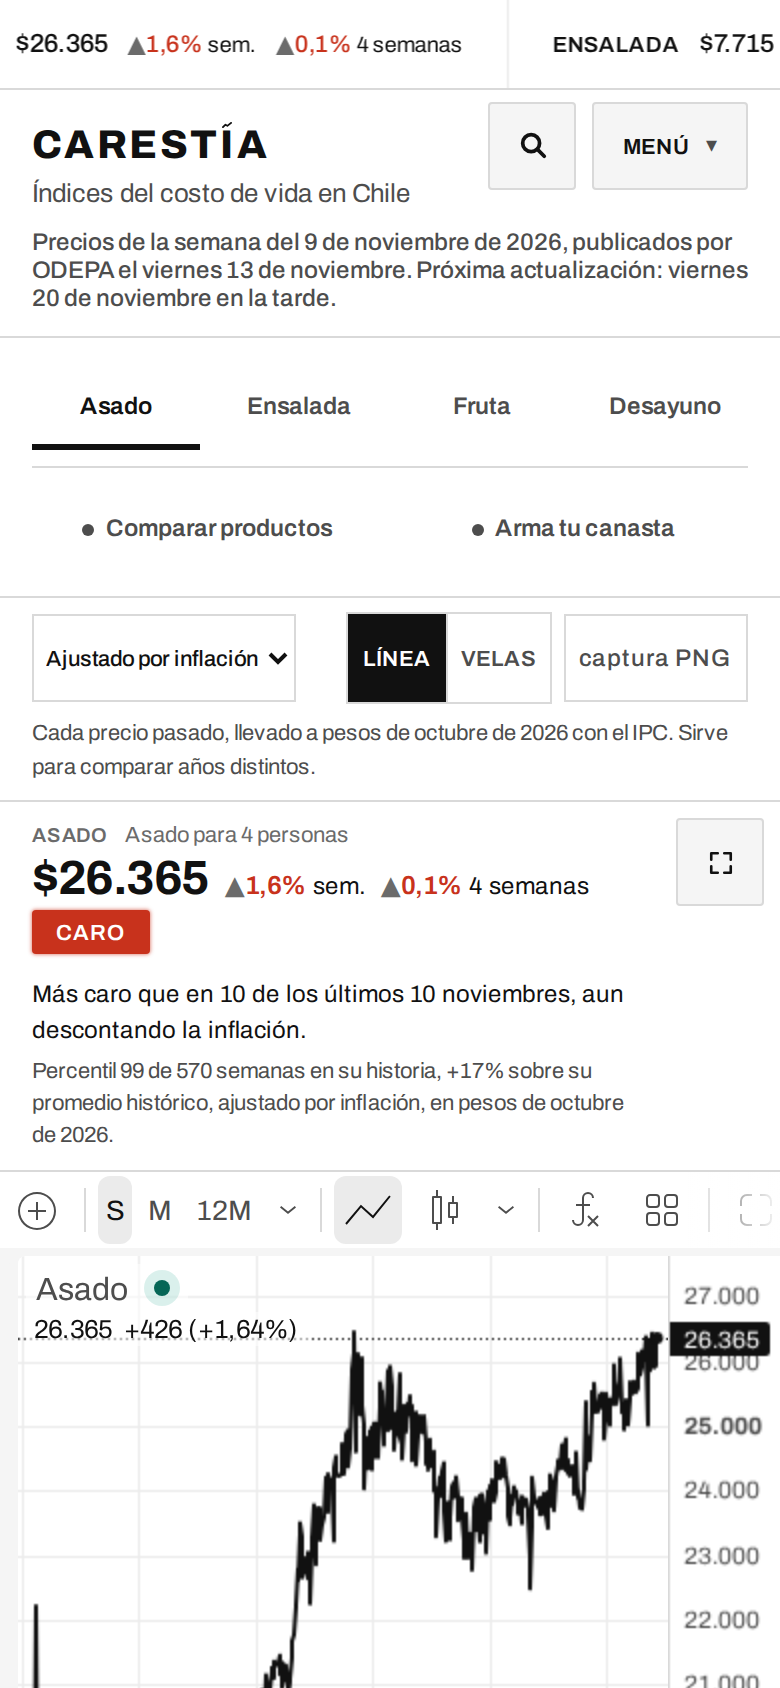 $26.365 ▲1,6% sem. ▲0,1% 4 semanas ENSALADA $7.715
CARESTÍA
MENÚ ▼
Índices del costo de vida en Chile
Precios de la semana del 9 de noviembre de 2026, publicados por
ODEPA el viernes 13 de noviembre. Próxima actualización: viernes
20 de noviembre en la tarde.
Asado Ensalada Fruta Desayuno
● Comparar productos ● Arma tu canasta
Ajustado por inflación LÍNEA VELAS captura PNG
Cada precio pasado, llevado a pesos de octubre de 2026 con el IPC. Sirve
para comparar años distintos.
ASADO Asado para 4 personas
$26.365 ▲1,6% sem. ▲0,1% 4 semanas
CARO
Más caro que en 10 de los últimos 10 noviembres, aun
descontando la inflación.
Percentil 99 de 570 semanas en su historia, +17% sobre su
promedio histórico, ajustado por inflación, en pesos de octubre
de 2026.
S M 12M
Asado
26.365 +426 (+1,64%)
27.000
26.365
26.000
25.000
24.000
23.000
22.000
21.000